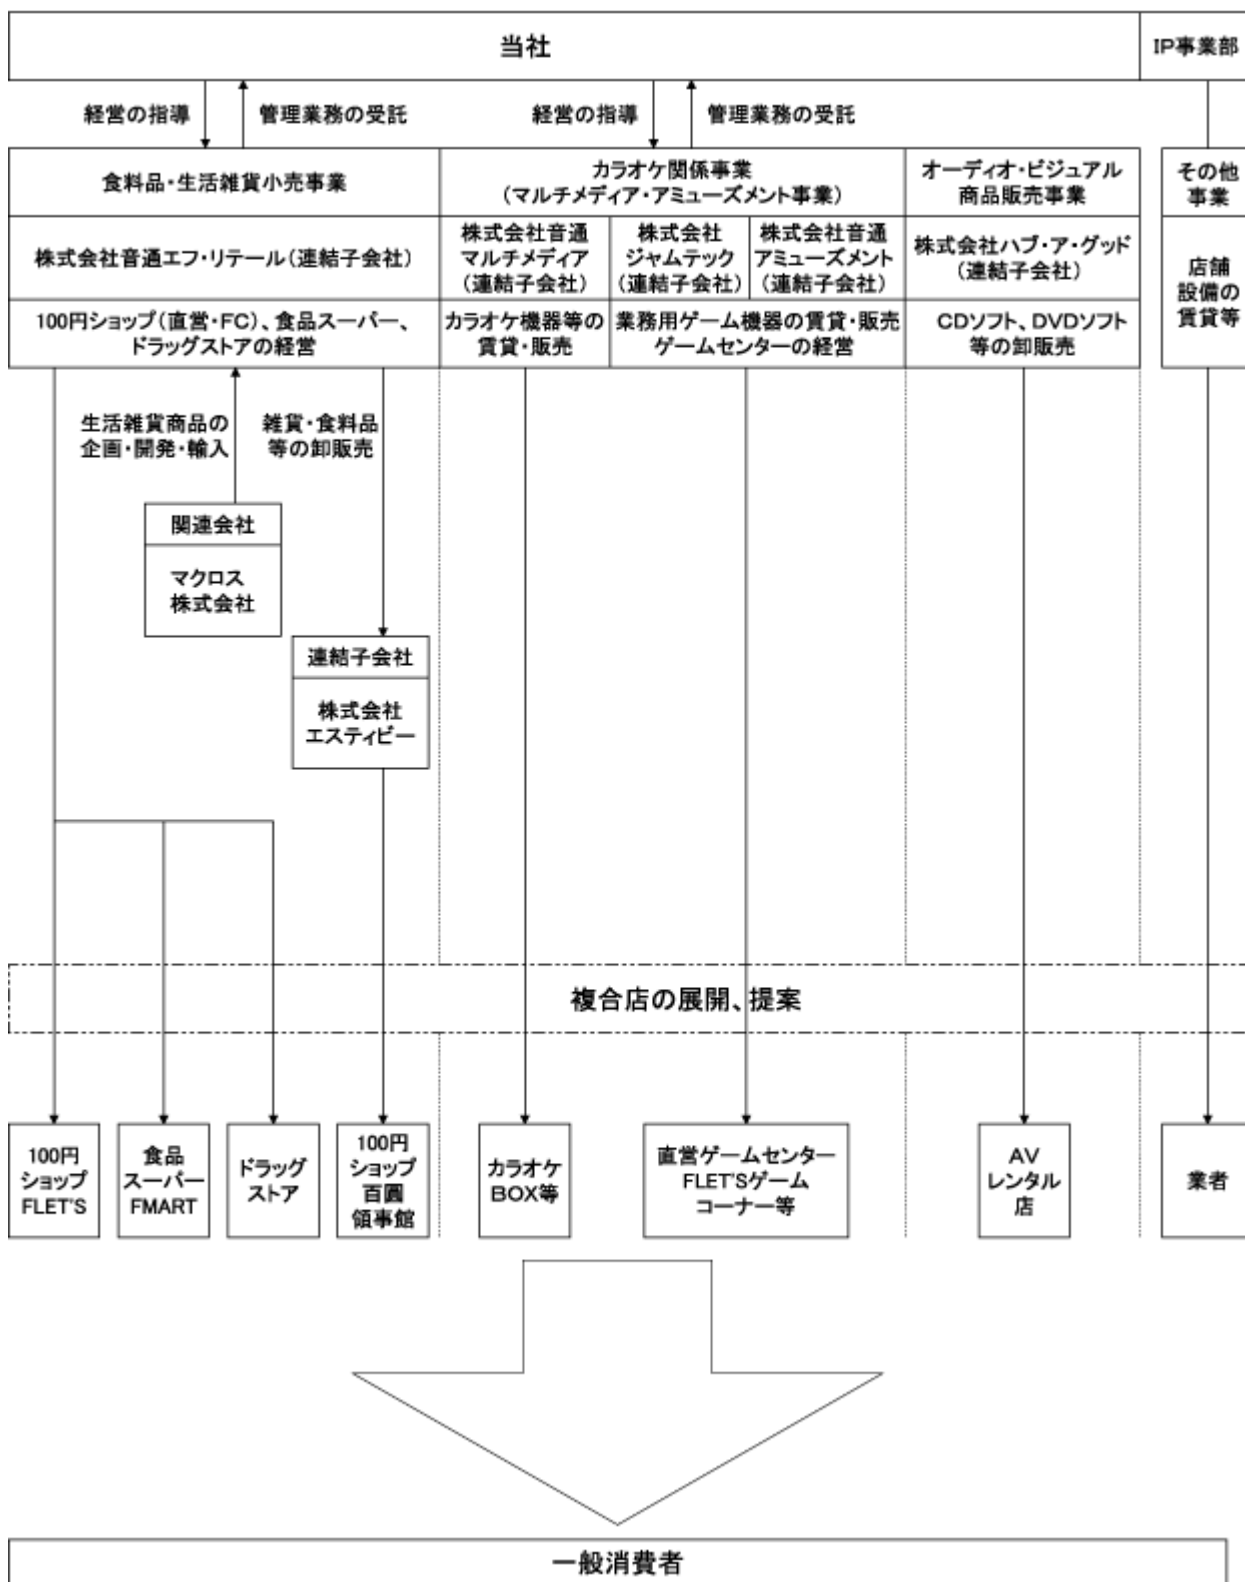 当社
IP事業部
経営の指導
管理業務の受託
経営の指導
管理業務の受託
食料品・生活雑貨小売事業
カラオケ関係事業
(マルチメディア・アミューズメント事業)
オーディオ・ビジュアル
商品販売事業
その他
事業
株式会社音通エフ・リテール(連結子会社)
株式会社音通
マルチメディア
(連結子会社)
株式会社
ジャムテック
(連結子会社)
株式会社音通
アミューズメント
(連結子会社)
株式会社ハブ・ア・グッド
(連結子会社)
店舗
設備の
賃貸等
100円ショップ(直営・FC)、食品スーパー、
ドラッグストアの経営
カラオケ機器等の
賃貸・販売
業務用ゲーム機器の賃貸・販売
ゲームセンターの経営
CDソフト、DVDソフト
等の卸販売
生活雑貨商品の
企画・開発・輸入
雑貨・食料品
等の卸販売
関連会社
マクロス
株式会社
連結子会社
株式会社
エスティビー
複合店の展開、提案
100円
ショップ
FLET'S
食品
スーパー
FMART
ドラッグ
ストア
100円
ショップ
百圓
領事館
カラオケ
BOX等
直営ゲームセンター
FLET'Sゲーム
コーナー等
AV
レンタル
店
業者
一般消費者